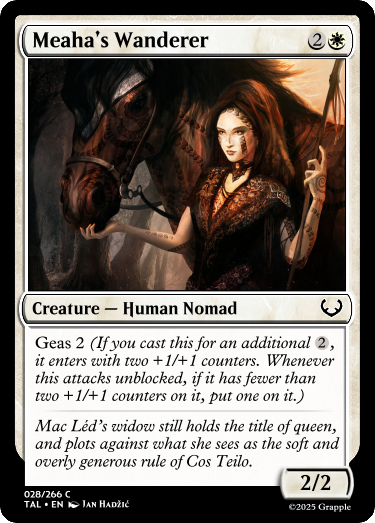 Meaha's Wanderer 2
Creature — Human Nomad
Geas 2 (If you cast this for an additional 2,
it enters with two +1/+1 counters. Whenever
this attacks unblocked, if it has fewer than
two +1/+1 counters on it, put one on it.)
Mac Léd's widow still holds the title of queen,
and plots against what she sees as the soft and
overly generous rule of Cos Teilo.
2/2
028/266 C
TAL • EN Jan Hadžić
©2025 Grapple